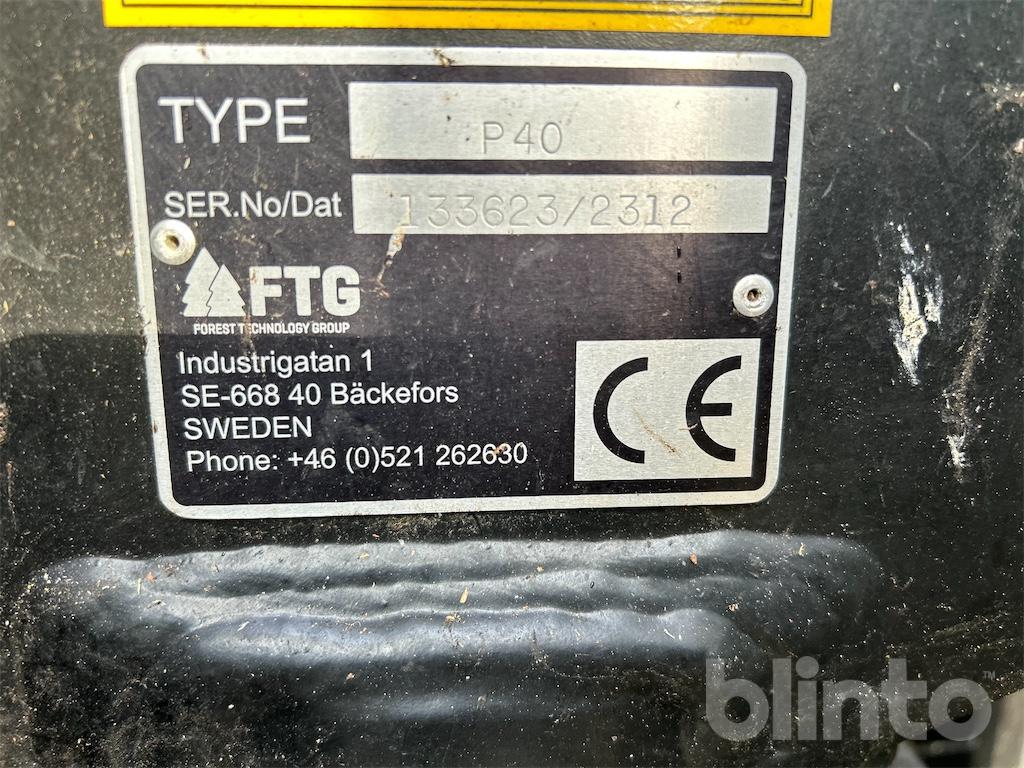 TYPE P40
SER.No/Dat 133623/2312
FTG
FOREST TECHNOLOGY GROUP
Industrigatan 1
SE-668 40 Bäckefors
SWEDEN
Phone: +46 (0)521 262630
CE
blinto™